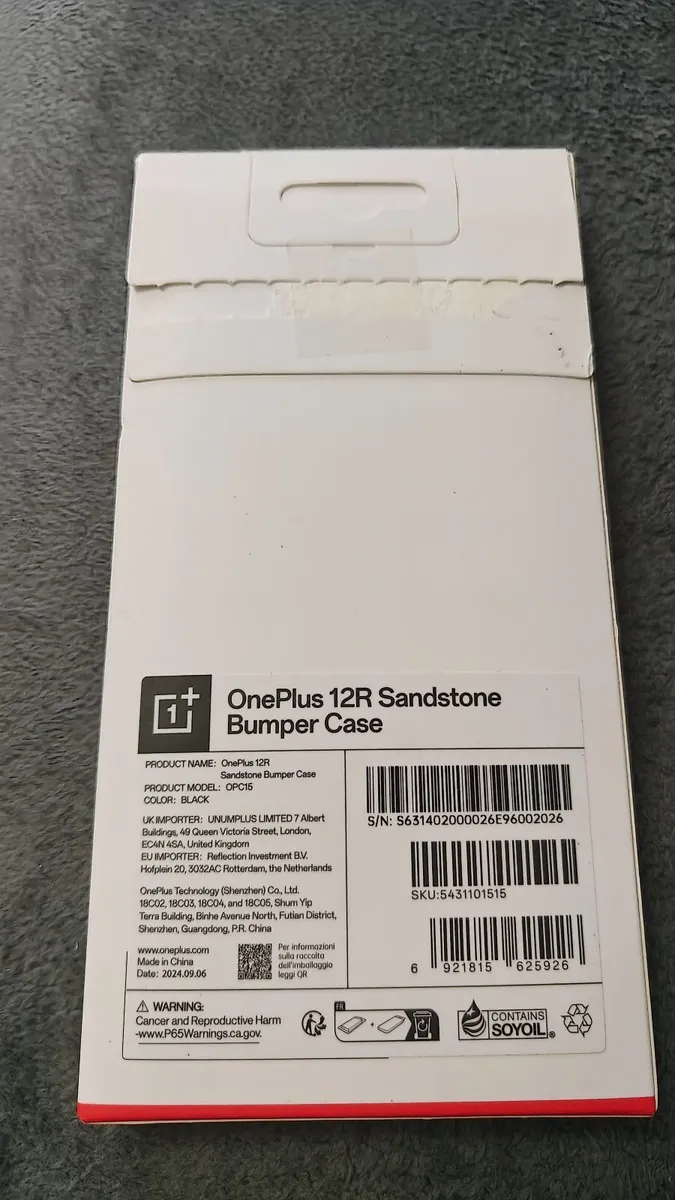 1+
OnePlus 12R Sandstone
Bumper Case
PRODUCT NAME: OnePlus 12R
Sandstone Bumper Case
PRODUCT MODEL: OPC15
COLOR: BLACK
UK IMPORTER: UNUMPLUS LIMITED 7 Albert
Buildings, 49 Queen Victoria Street, London,
EC4N 4SA, United Kingdom
EU IMPORTER: Reflection Investment B.V.
Hofplein 20, 3032AC Rotterdam, the Netherlands
OnePlus Technology (Shenzhen) Co., Ltd.
18C02, 18C03, 18C04, and 18C05, Shum Yip
Terra Building, Binhe Avenue North, Futian District,
Shenzhen, Guangdong, P.R. China
www.oneplus.com
Made in China
Date: 2024.09.06
Per informazioni
sulla raccolta
dell'imballaggio
leggi QR
S/N: S631402000026E96002026
SKU:5431101515
6 921815 625926
WARNING:
Cancer and Reproductive Harm
-www.P65Warnings.ca.gov.
FR
CONTAINS
SOYOIL®